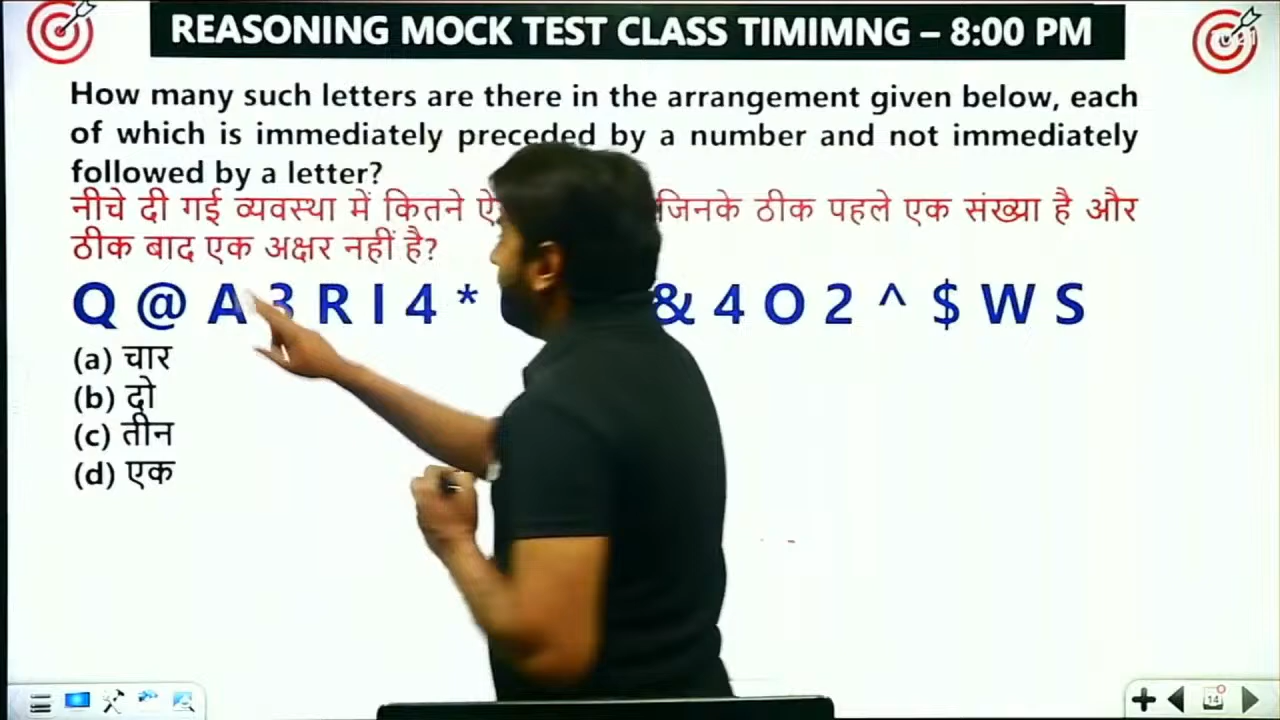 REASONING MOCK TEST CLASS TIMIMNG – 8:00 PM
How many such letters are there in the arrangement given below, each
of which is immediately preceded by a number and not immediately
followed by a letter?
नीचे दी गई व्यवस्था में कितने जिनके ठीक पहले एक संख्या है और
ठीक बाद एक अक्षर नहीं है?
Q @ A 3 R I 4 * & 4 O 2 ^ $ W S
(a) चार
(b) दो
(c) तीन
(d) एक
14